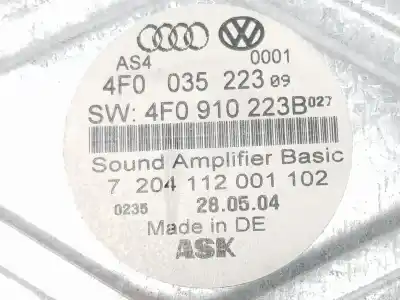 AS4 0001
4F0 035 223 09
SW: 4F0 910 223B 027
Sound Amplifier Basic
7 204 112 001 102
0235 28.05.04
Made in DE
ASK